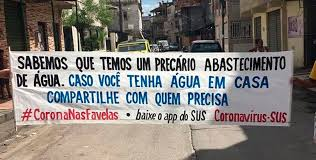 SABEMOS QUE TEMOS UM PRECÁRIO ABASTECIMENTO
DE ÁGUA. CASO VOCÊ TENHA ÁGUA EM CASA
COMPARTILHE COM QUEM PRECISA
#CORONANASFAVELAS • baixe o app do SUS Coronavirus-SUS